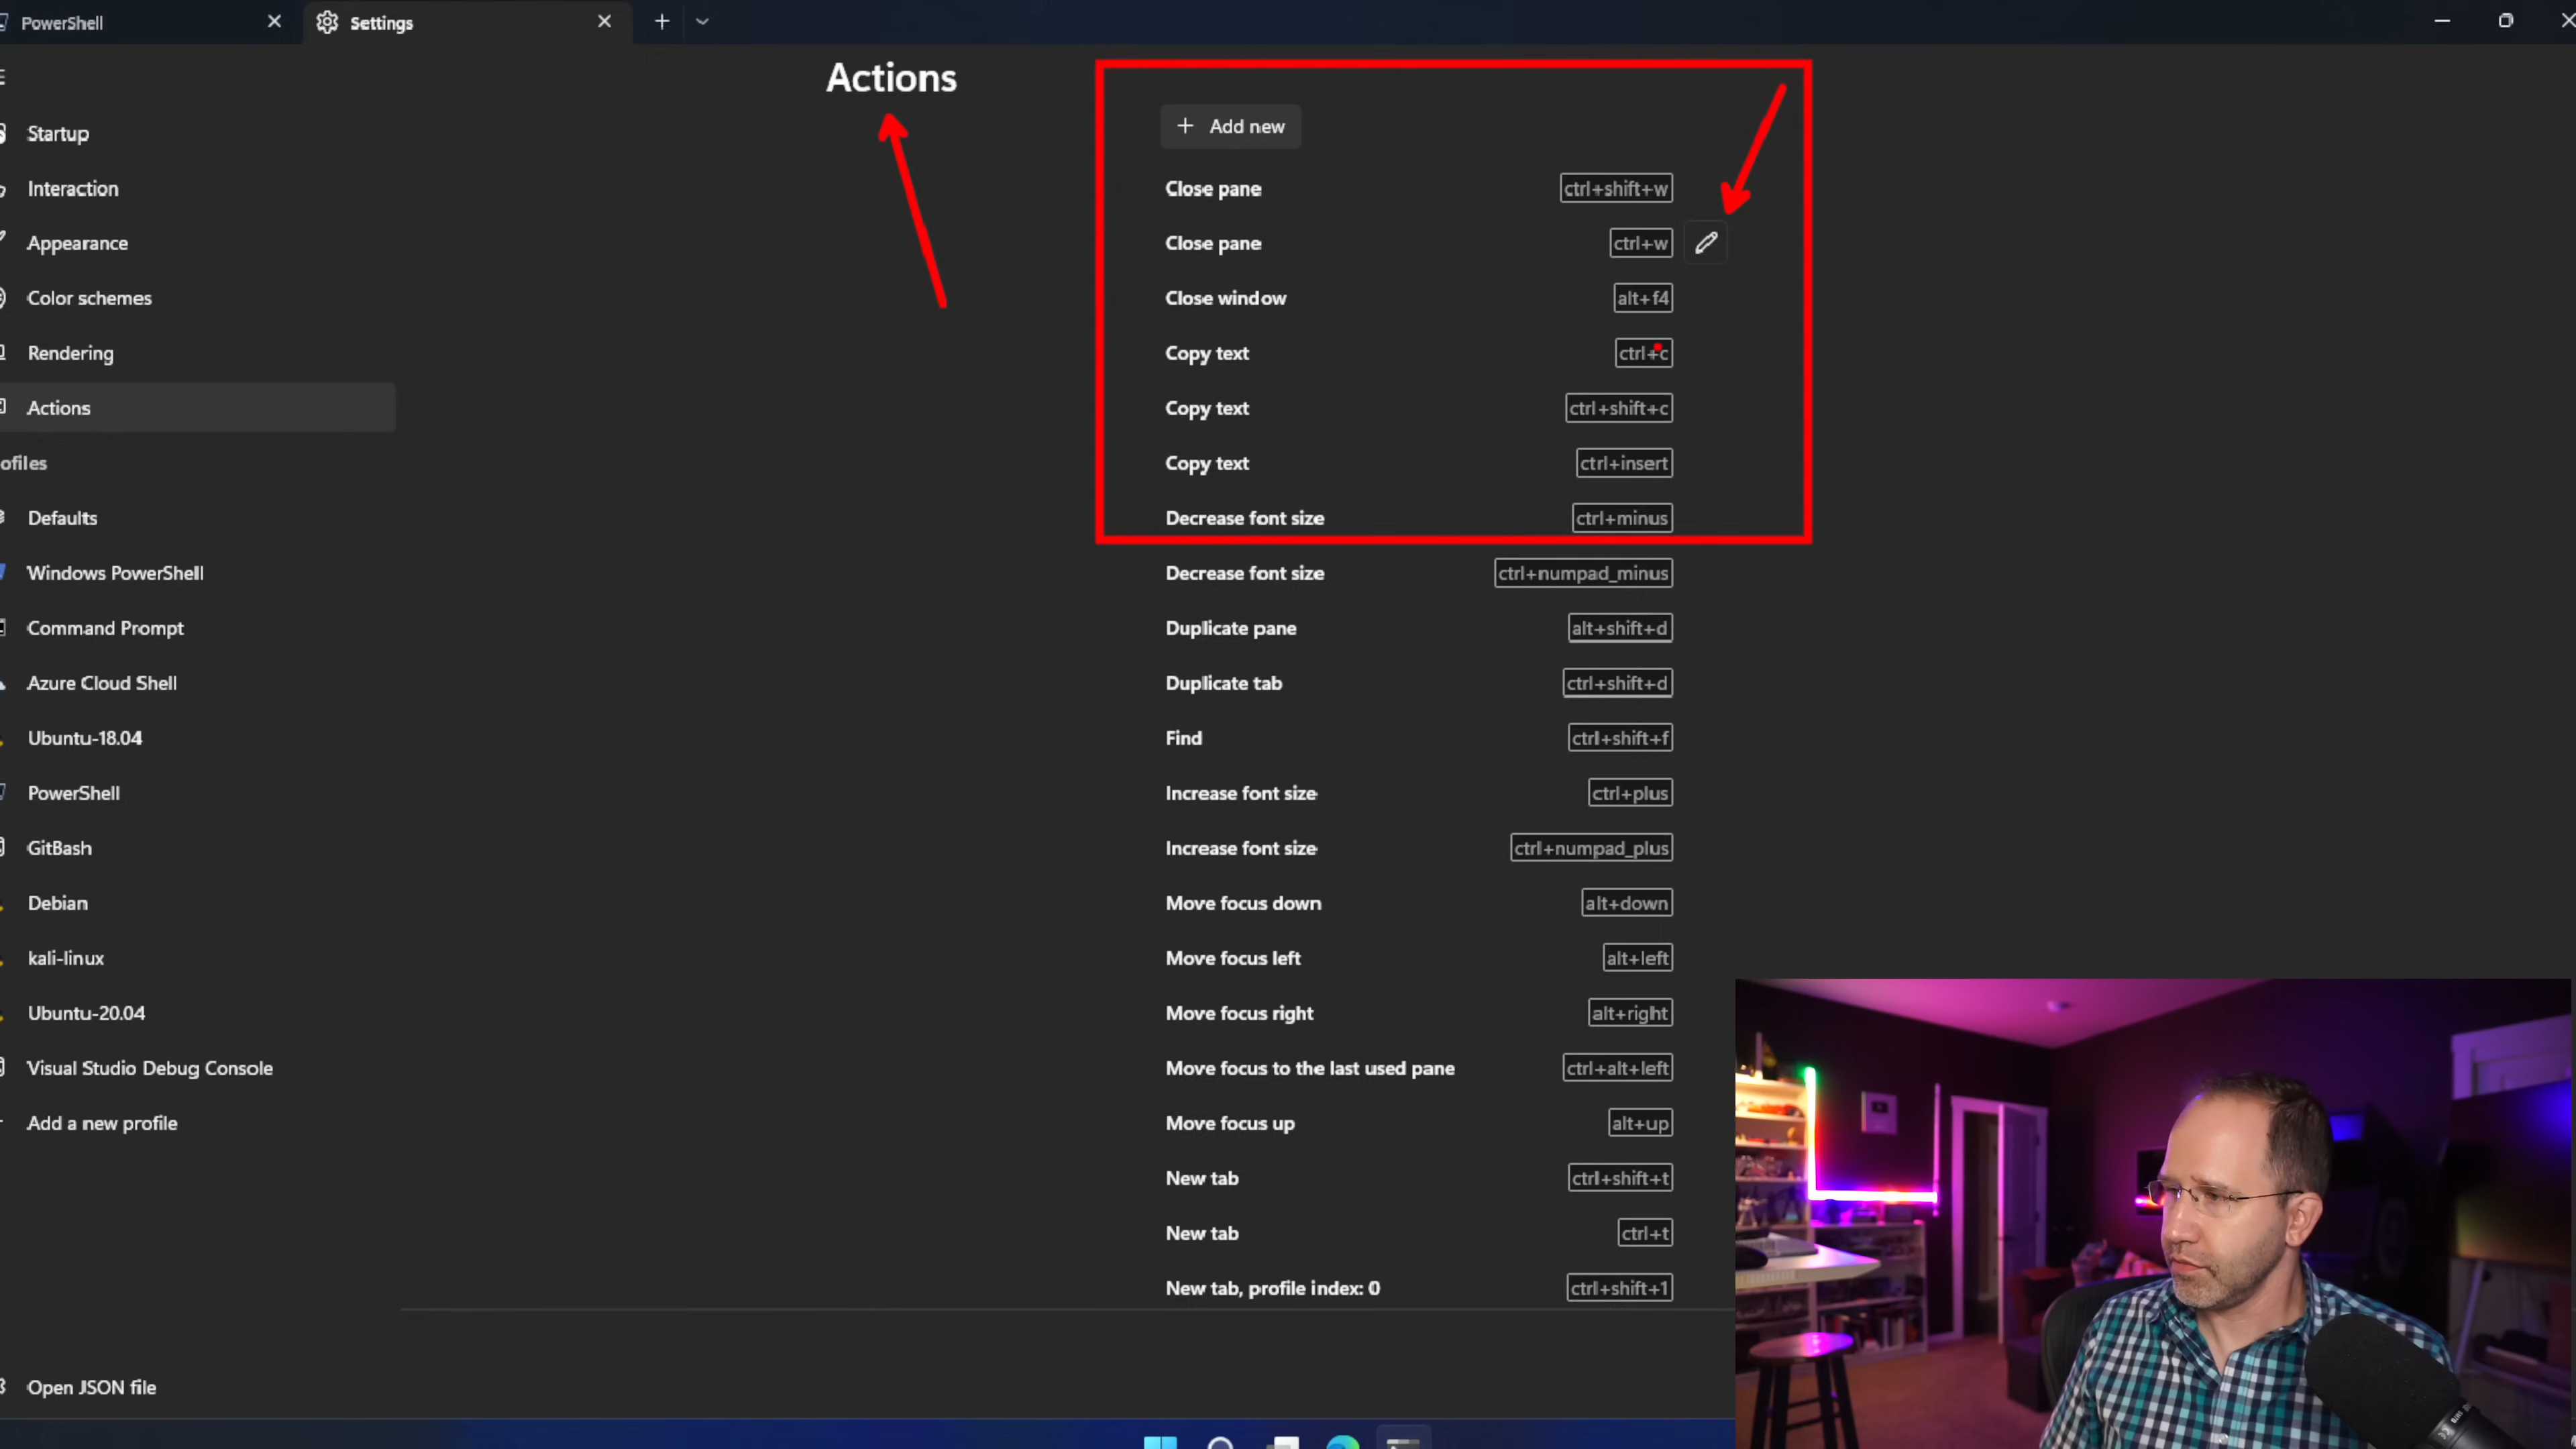 PowerShell
Settings
Actions
Add new
Startup
Interaction
Appearance
Color schemes
Rendering
Actions
ofiles
Defaults
Windows PowerShell
Command Prompt
Azure Cloud Shell
Ubuntu-18.04
PowerShell
GitBash
Debian
kali-linux
Ubuntu-20.04
Visual Studio Debug Console
Add a new profile
Open JSON file
Close pane ctrl+shift+w
Close pane ctrl+w
Close window alt+f4
Copy text ctrl+c
Copy text ctrl+shift+c
Copy text ctrl+insert
Decrease font size ctrl+minus
Decrease font size ctrl+numpad_minus
Duplicate pane alt+shift+d
Duplicate tab ctrl+shift+d
Find ctrl+shift+f
Increase font size ctrl+plus
Increase font size ctrl+numpad_plus
Move focus down alt+down
Move focus left alt+left
Move focus right alt+right
Move focus to the last used pane ctrl+alt+left
Move focus up alt+up
New tab ctrl+shift+t
New tab ctrl+t
New tab, profile index: 0 ctrl+shift+1